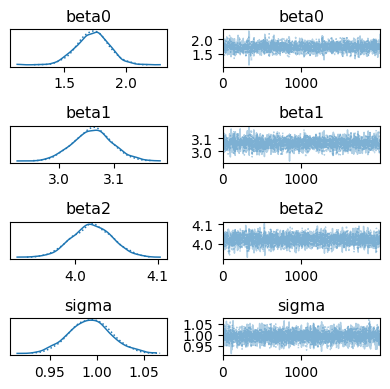 beta0 beta0
2.0
1.5
1.5 2.0 0 1000
beta1 beta1
3.1
3.0
3.0 3.1 0 1000
beta2 beta2
4.1
4.0
4.0 4.1 0 1000
sigma sigma
1.05
1.00
0.95
0.95 1.00 1.05 0 1000